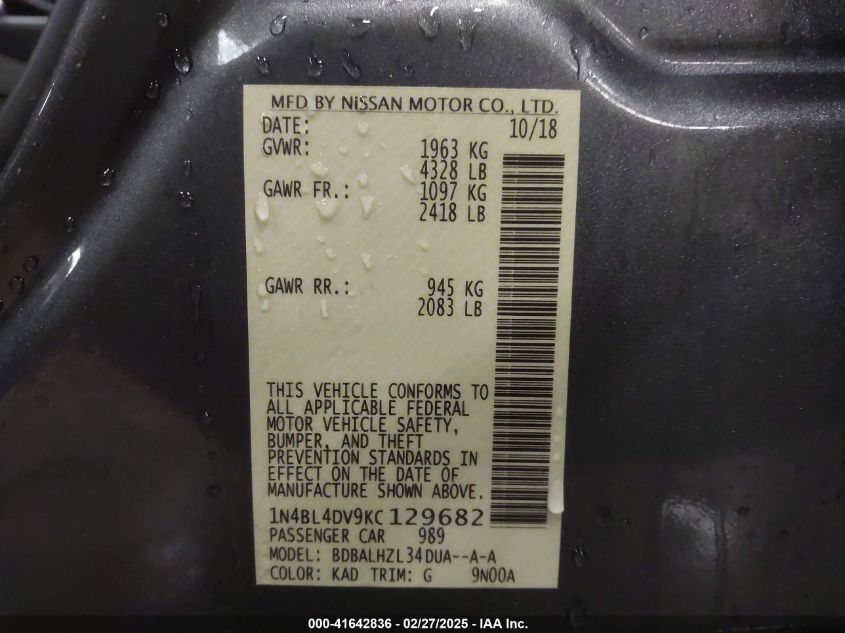 MFD BY NISSAN MOTOR CO., LTD.
DATE: 10/18
GVWR: 1963 KG
4328 LB
GAWR FR.: 1097 KG
2418 LB
GAWR RR.: 945 KG
2083 LB
THIS VEHICLE CONFORMS TO
ALL APPLICABLE FEDERAL
MOTOR VEHICLE SAFETY,
BUMPER, AND THEFT
PREVENTION STANDARDS IN
EFFECT ON THE DATE OF
MANUFACTURE SHOWN ABOVE.
1N4BL4DV9KC129682
PASSENGER CAR 989
MODEL: BDBALHZL34DUA--A-A
COLOR: KAD TRIM: G 9N00A
000-41642836 - 02/27/2025 - IAA Inc.